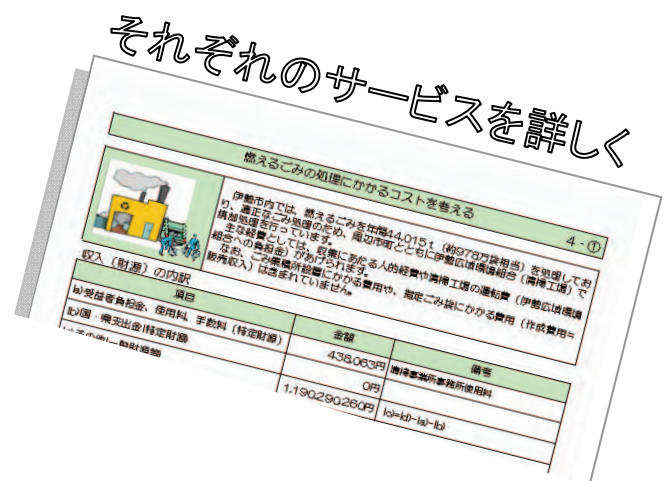 それぞれのサービスを詳しく
燃えるごみの処理にかかるコストを考える
4-①
伊勢市内では、燃えるごみを年間44,015t（約978万袋相当）を処理してお
り、適正なごみ処理のため、周辺市町とともに伊勢広域環境組合（清掃工場）で
焼却処理を行っています。
主な経費としては、収集にあたる人的経費や清掃工場の運転費（伊勢広域環境
組合への負担金）があげられます。
なお、ごみ集積所設置にかかる費用や、指定ごみ袋にかかる費用（作成費用＝
販売収入）は含まれていません。
収入（財源）の内訳
項目 金額 備考
(a)受益者負担金、使用料、手数料（特定財源） 438,063円 清掃事業所事務所使用料
(b)国・県支出金(特定財源) 0円
(c)その他(一般財源等) 1,190,290,260円 (c)=(d)-(a)-(b)